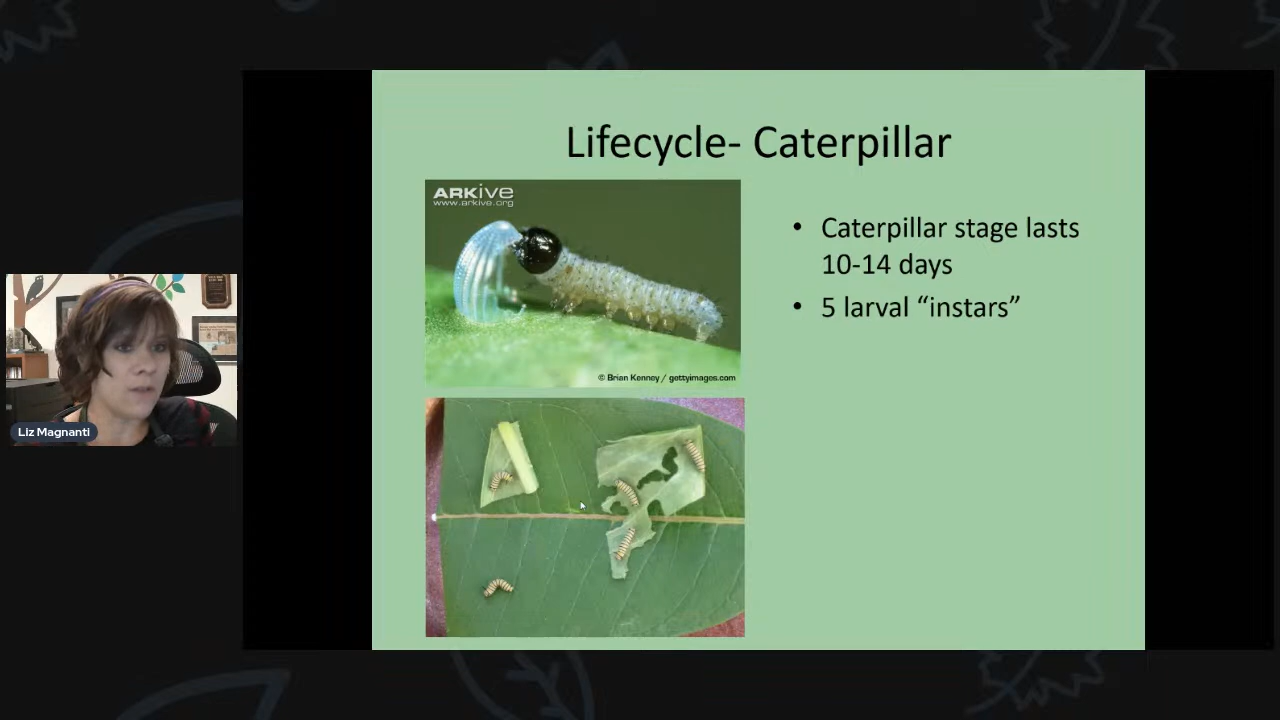 Lifecycle- Caterpillar
ARKive
www.arkive.org
© Brian Kenney / gettyimages.com
• Caterpillar stage lasts
10-14 days
• 5 larval “instars”
Liz Magnanti